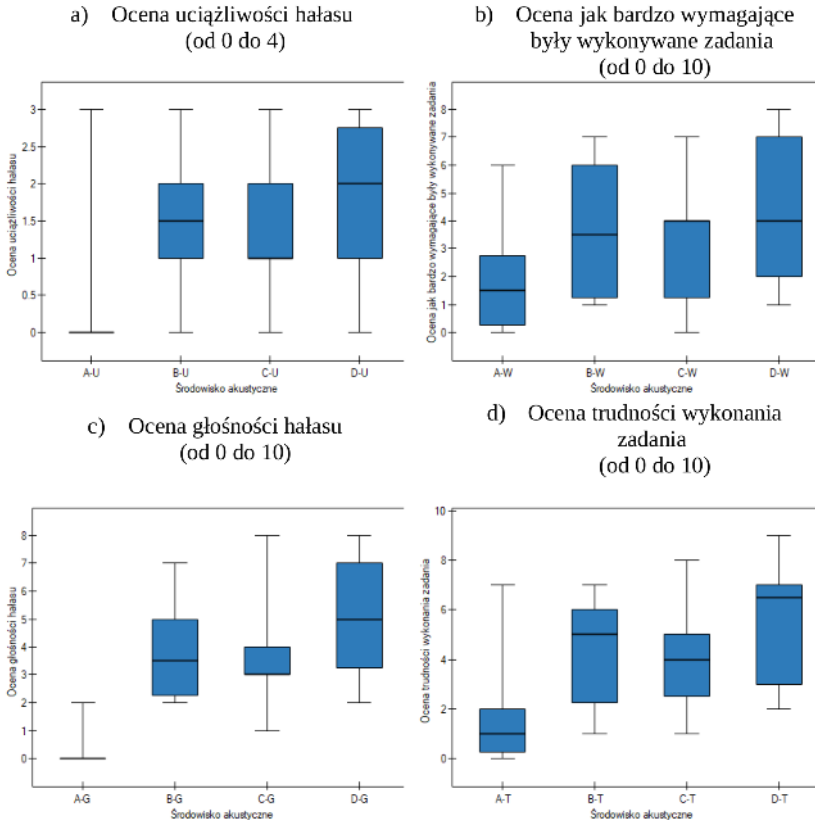 a) Ocena uciążliwości hałasu
(od 0 do 4)
Ocena uciążliwości hałasu
3
2.5
2
1.5
1
0.5
0
A-U B-U C-U D-U
Środowisko akustyczne
b) Ocena jak bardzo wymagające
były wykonywane zadania
(od 0 do 10)
Ocena jak bardzo wymagające były wykonywane zadania
8
7
6
5
4
3
2
1
0
A-W B-W C-W D-W
Środowisko akustyczne
c) Ocena głośności hałasu
(od 0 do 10)
Ocena głośności hałasu
8
7
6
5
4
3
2
1
0
A-G B-G C-G D-G
Środowisko akustyczne
d) Ocena trudności wykonania
zadania
(od 0 do 10)
Ocena trudności wykonania zadania
10
8
6
4
2
0
A-T B-T C-T D-T
Środowisko akustyczne